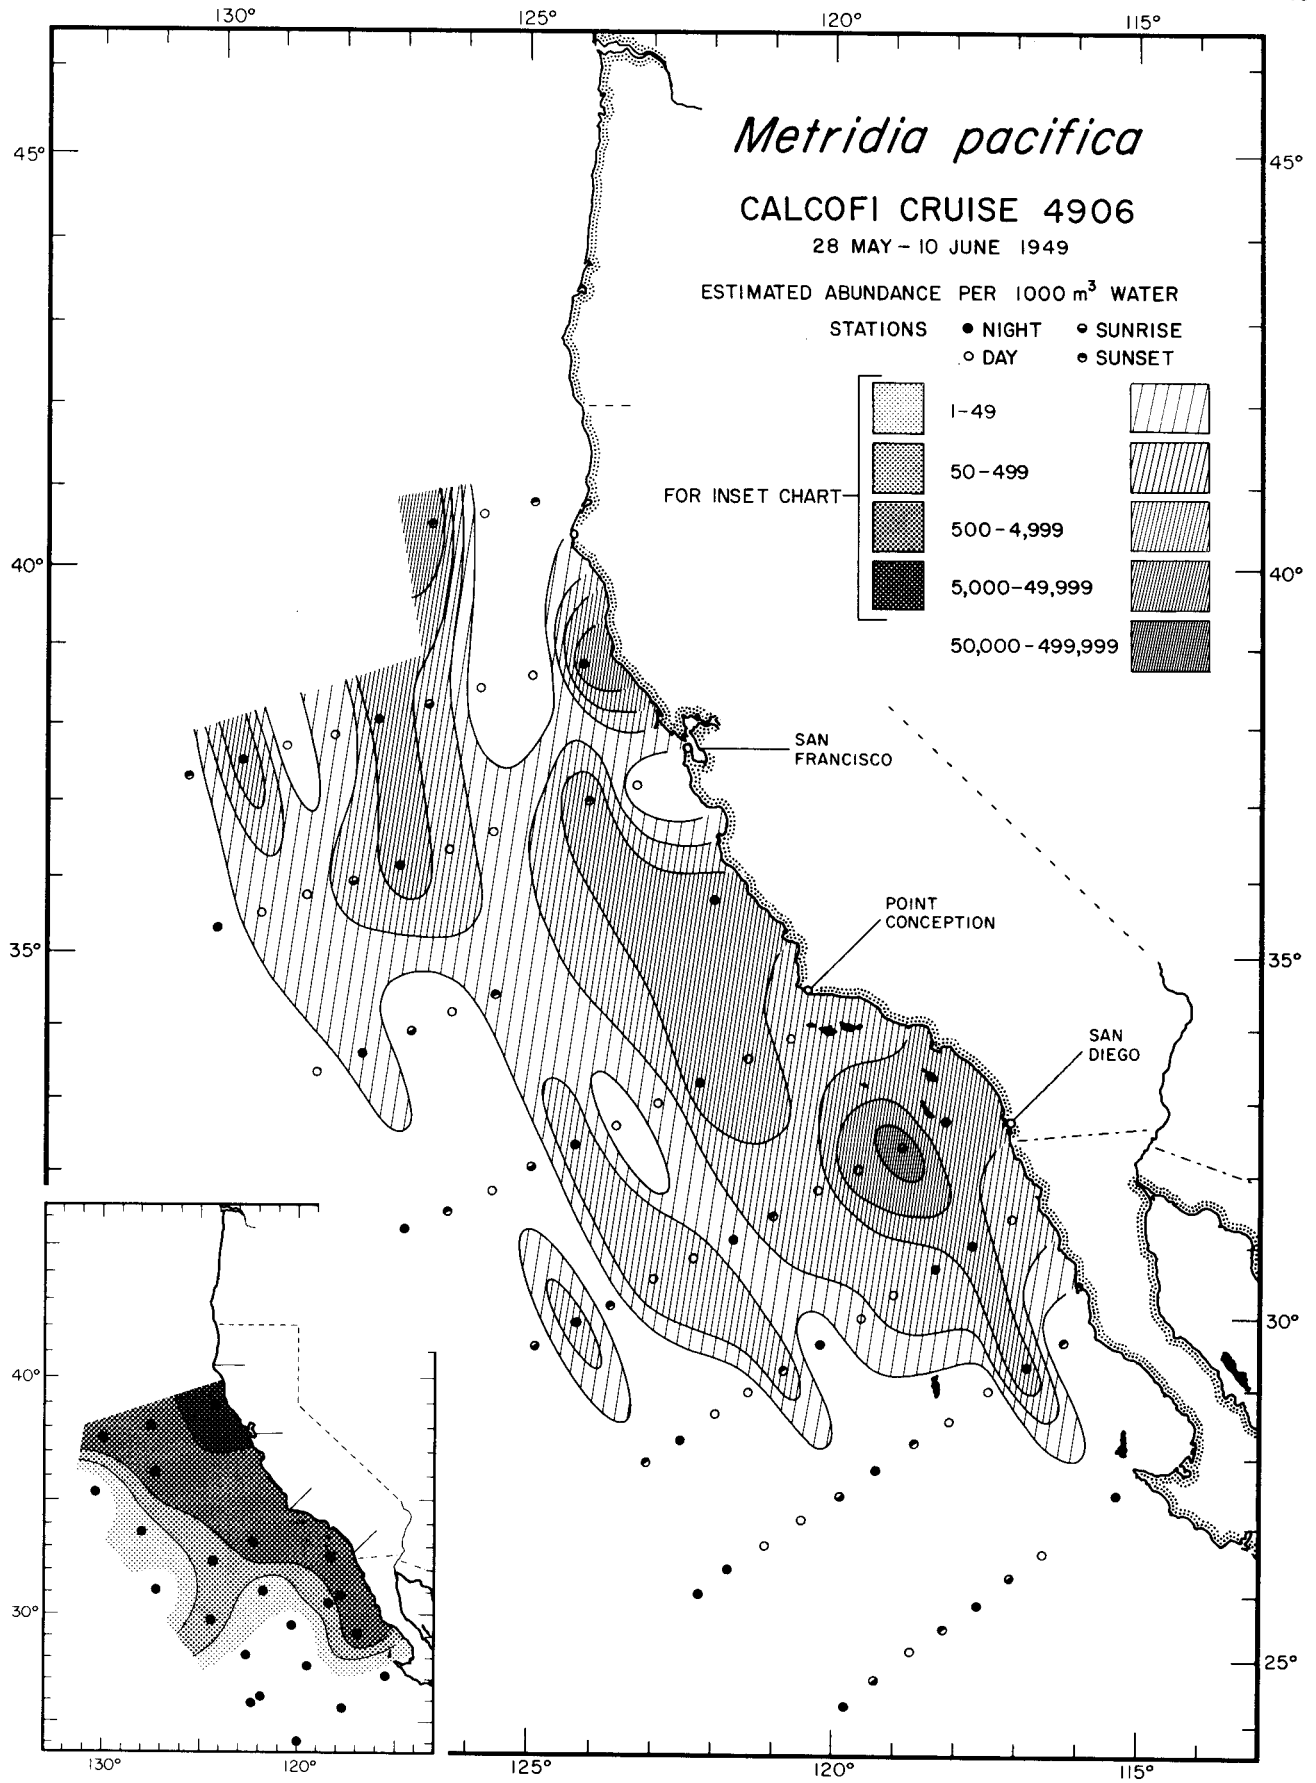 130° 125° 120° 115°
Metridia pacifica
45° 45°
CALCOFI CRUISE 4906
28 MAY – 10 JUNE 1949
ESTIMATED ABUNDANCE PER 1000 m³ WATER
STATIONS NIGHT SUNRISE
DAY SUNSET
1–49
50–499
FOR INSET CHART
500–4,999
40° 40°
5,000–49,999
50,000–499,999
SAN
FRANCISCO
POINT
CONCEPTION
35° 35°
SAN
DIEGO
30°
40°
30°
25°
130° 120° 125° 120° 115°